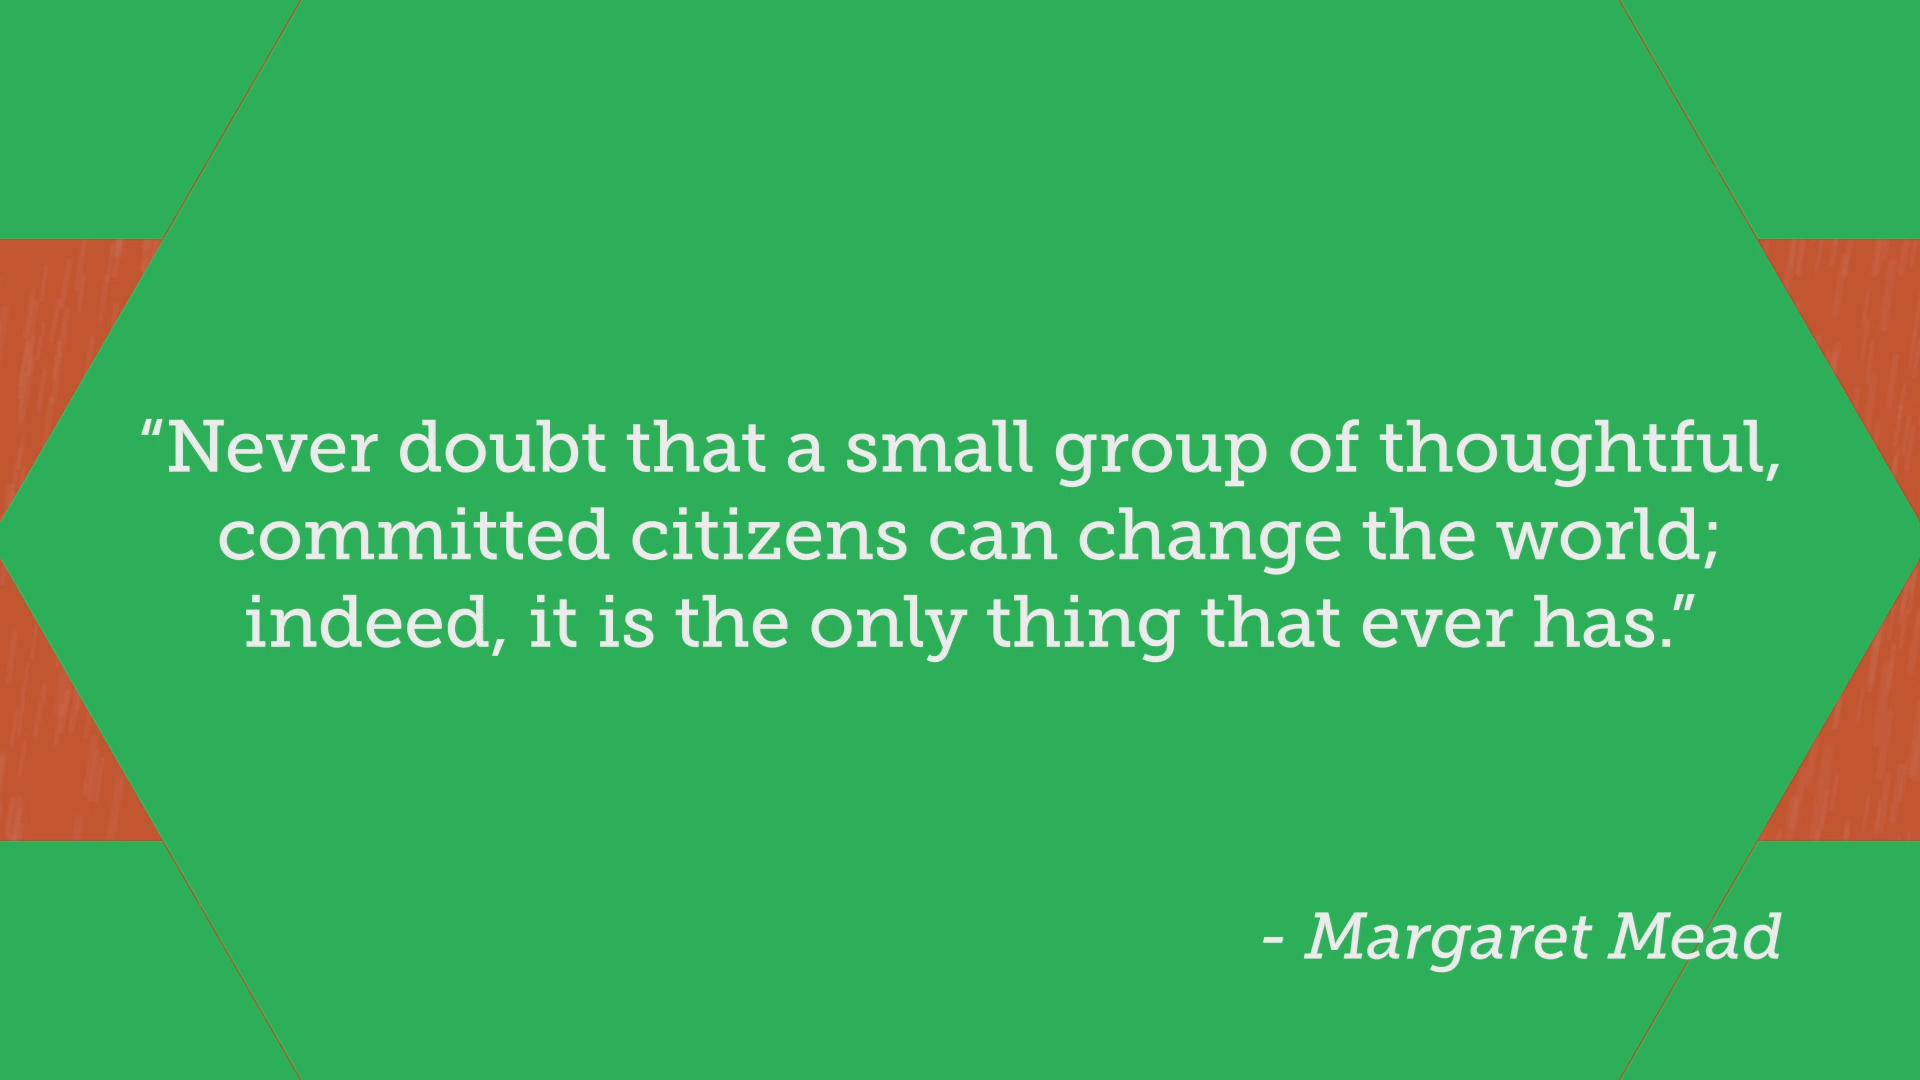 “Never doubt that a small group of thoughtful,
committed citizens can change the world;
indeed, it is the only thing that ever has.”
- Margaret Mead